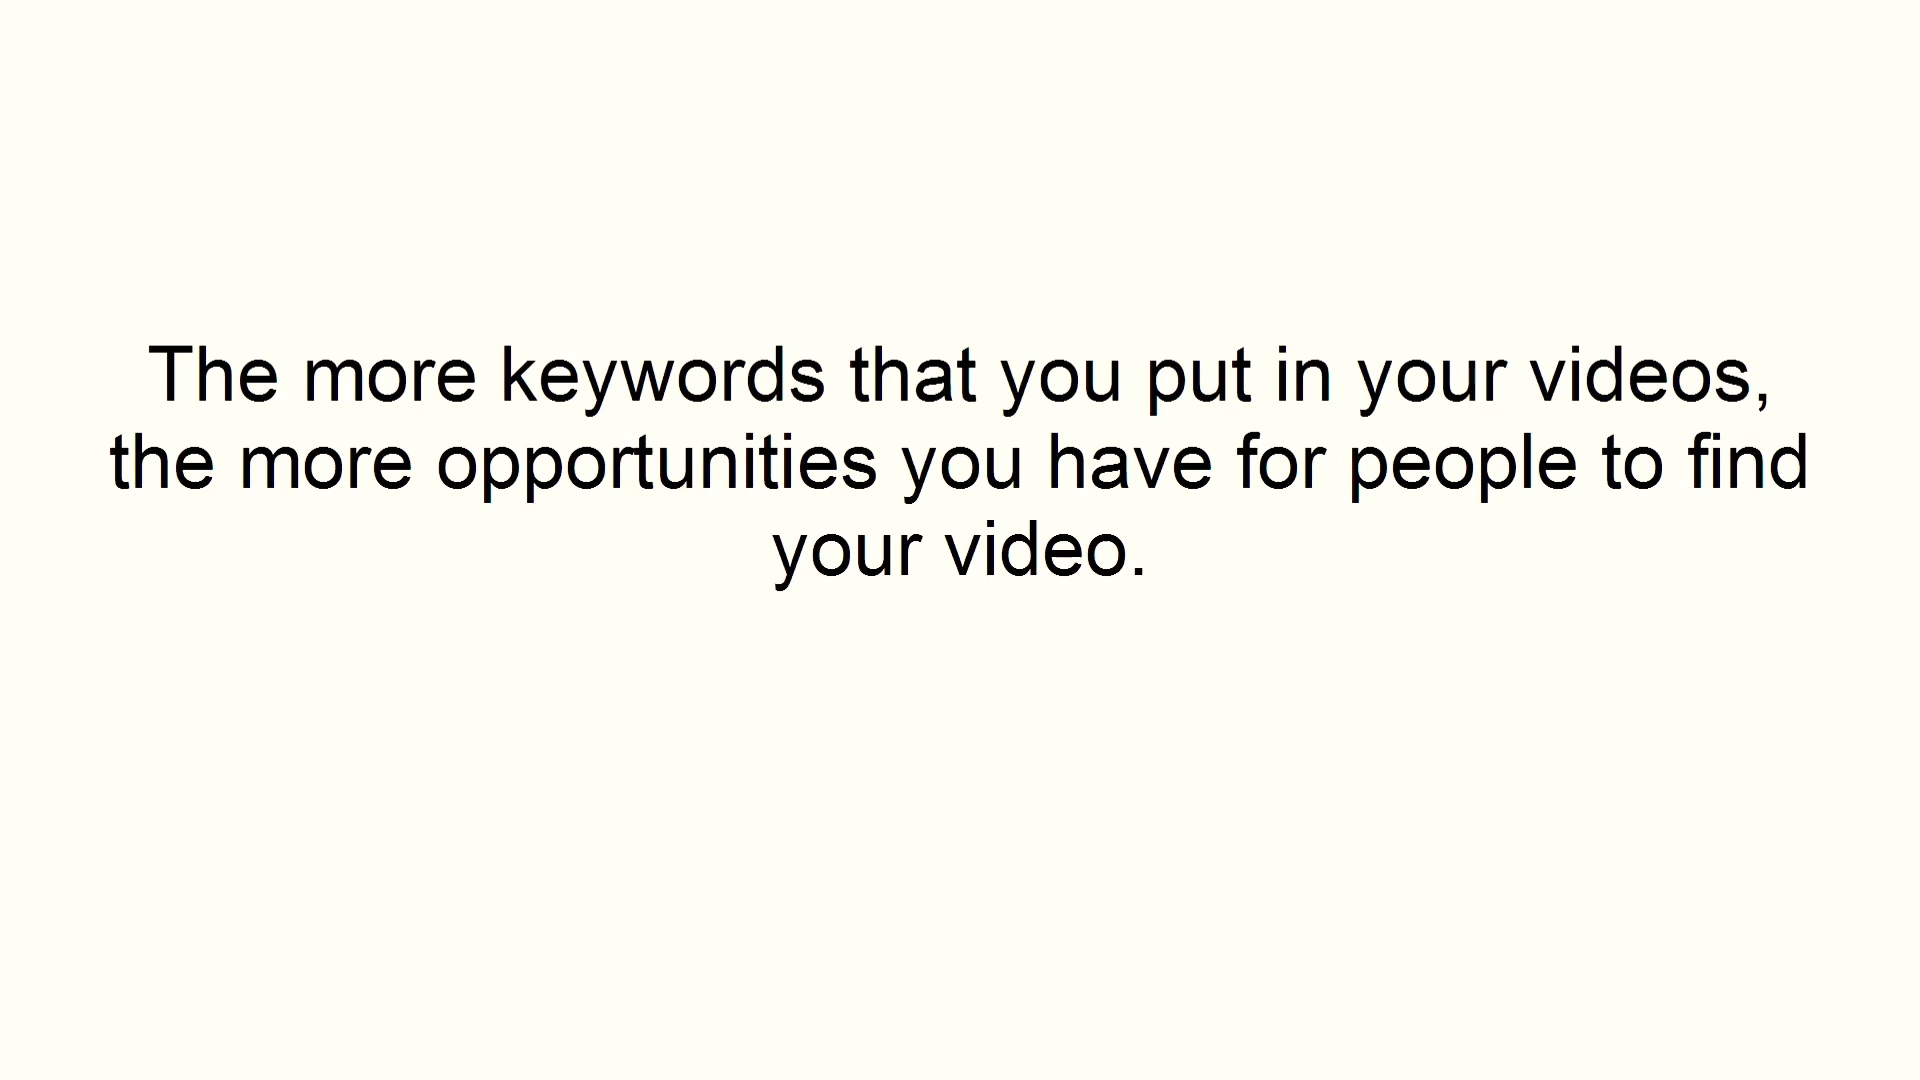 The more keywords that you put in your videos,
the more opportunities you have for people to find
your video.